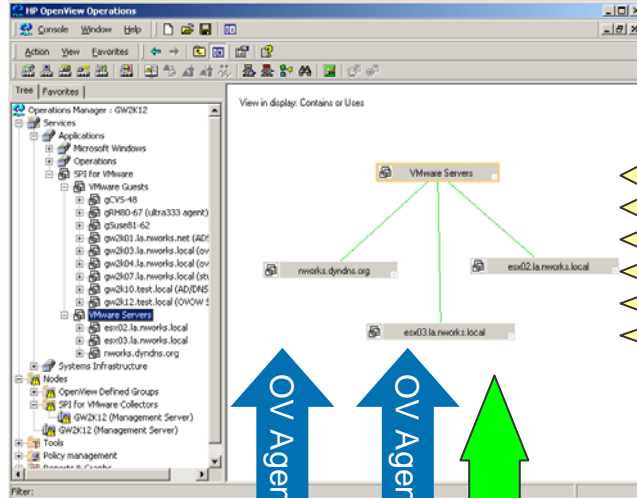 HP OpenView Operations
Console Window Help
Action View Favorites
Tree Favorites
Operations Manager : GW2K12
Services
Applications
Microsoft Windows
Operations
SPI for VMware
VMware Guests
gCVS-48
gRH80-67 (ultra333 agent)
gSuse81-62
gw2k01.la.nworks.net (ADS
gw2k03.la.nworks.local (ov
gw2k04.la.nworks.local (ov
gw2k07.la.nworks.local (stu
gw2k10.test.local (AD/DNS
gw2k12.test.local (OVOW S
VMware Servers
esx02.la.nworks.local
esx03.la.nworks.local
nworks.dyndns.org
Systems Infrastructure
Nodes
OpenView Defined Groups
SPI for VMware Collectors
GW2K12 (Management Server)
GW2K12 (Management Server)
Tools
Policy management
Reports & Graphs
Filter:
View in display: Contains or Uses
VMware Servers
nworks.dyndns.org
esx02.la.nworks.local
esx03.la.nworks.local
OV Agen
OV Agen